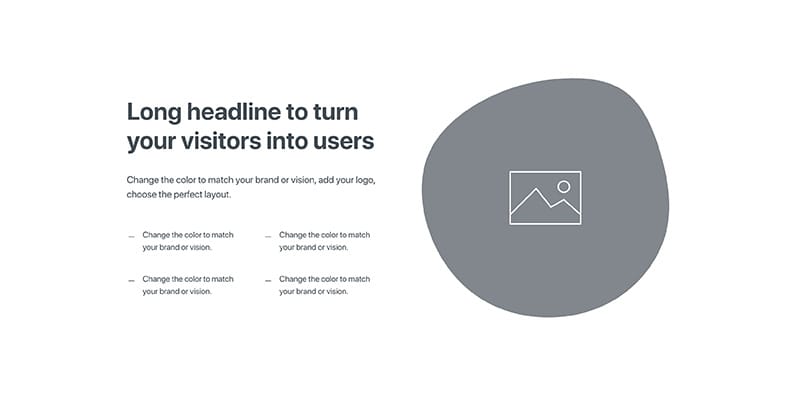 Long headline to turn
your visitors into users
Change the color to match your brand or vision, add your logo,
choose the perfect layout.
— Change the color to match
your brand or vision.
— Change the color to match
your brand or vision.
— Change the color to match
your brand or vision.
— Change the color to match
your brand or vision.